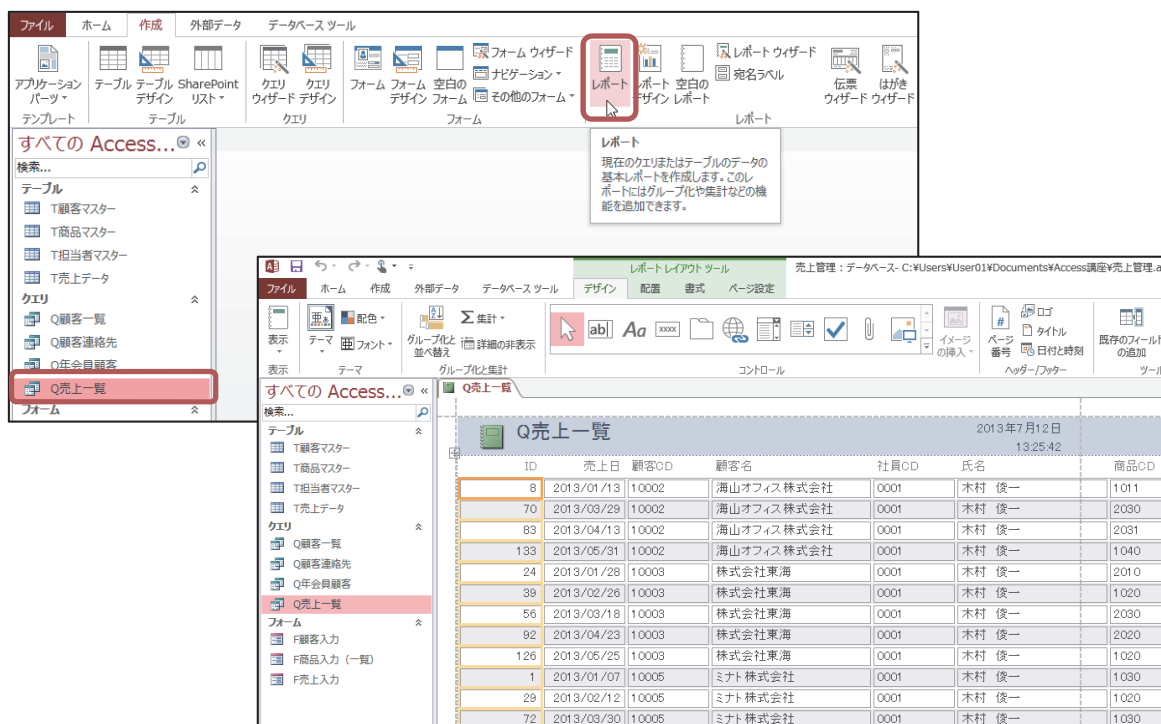 ファイル ホーム 作成 外部データ データベース ツール
アプリケーション パーツ
テーブル テーブル デザイン SharePoint リスト
クエリ ウィザード クエリ デザイン
フォーム フォーム デザイン 空白の フォーム
フォーム ウィザード
ナビゲーション
その他のフォーム
レポート レポート デザイン 空白の レポート
レポート ウィザード
宛名ラベル
伝票 ウィザード はがき ウィザード
テンプレート テーブル クエリ フォーム レポート
すべての Access...
検索...
テーブル
T顧客マスター
T商品マスター
T担当者マスター
T売上データ
クエリ
Q顧客一覧
Q顧客連絡先
Q年会員顧客
Q売上一覧
フォーム
レポート
現在のクエリまたはテーブルのデータの
基本レポートを作成します。このレ
ポートにはグループ化や集計などの機
能を追加できます。
レポート レイアウト ツール 売上管理 : データベース- C:¥Users¥User01¥Documents¥Access講座¥売上管理.a
ファイル ホーム 作成 外部データ データベース ツール デザイン 配置 書式 ページ設定
表示
テーマ
亜
配色
フォント
グループ化と 並べ替え
Σ 集計
詳細の非表示
ab| Aa xxxx
イメージ の挿入
ページ 番号
ロゴ
タイトル
日付と時刻
既存のフィールド の追加
表示 テーマ グループ化と集計 コントロール ヘッダー/フッター ツール
すべての Access...
検索...
テーブル
T顧客マスター
T商品マスター
T担当者マスター
T売上データ
クエリ
Q顧客一覧
Q顧客連絡先
Q年会員顧客
Q売上一覧
フォーム
F顧客入力
F商品入力(一覧)
F売上入力
Q売上一覧
Q売上一覧 2013年7月12日
13:25:42
ID 売上日 顧客CD 顧客名 社員CD 氏名 商品CD
8 2013/01/13 10002 海山オフィス株式会社 0001 木村 俊一 1011
70 2013/03/29 10002 海山オフィス株式会社 0001 木村 俊一 2030
83 2013/04/13 10002 海山オフィス株式会社 0001 木村 俊一 2031
133 2013/05/31 10002 海山オフィス株式会社 0001 木村 俊一 1040
24 2013/01/28 10003 株式会社東海 0001 木村 俊一 2010
39 2013/02/26 10003 株式会社東海 0001 木村 俊一 1020
56 2013/03/18 10003 株式会社東海 0001 木村 俊一 2030
92 2013/04/23 10003 株式会社東海 0001 木村 俊一 2020
126 2013/05/25 10003 株式会社東海 0001 木村 俊一 1020
1 2013/01/07 10005 ミナト株式会社 0001 木村 俊一 1030
29 2013/02/12 10005 ミナト株式会社 0001 木村 俊一 1020
72 2013/03/30 10005 ミナト株式会社 0001 木村 俊一 1030